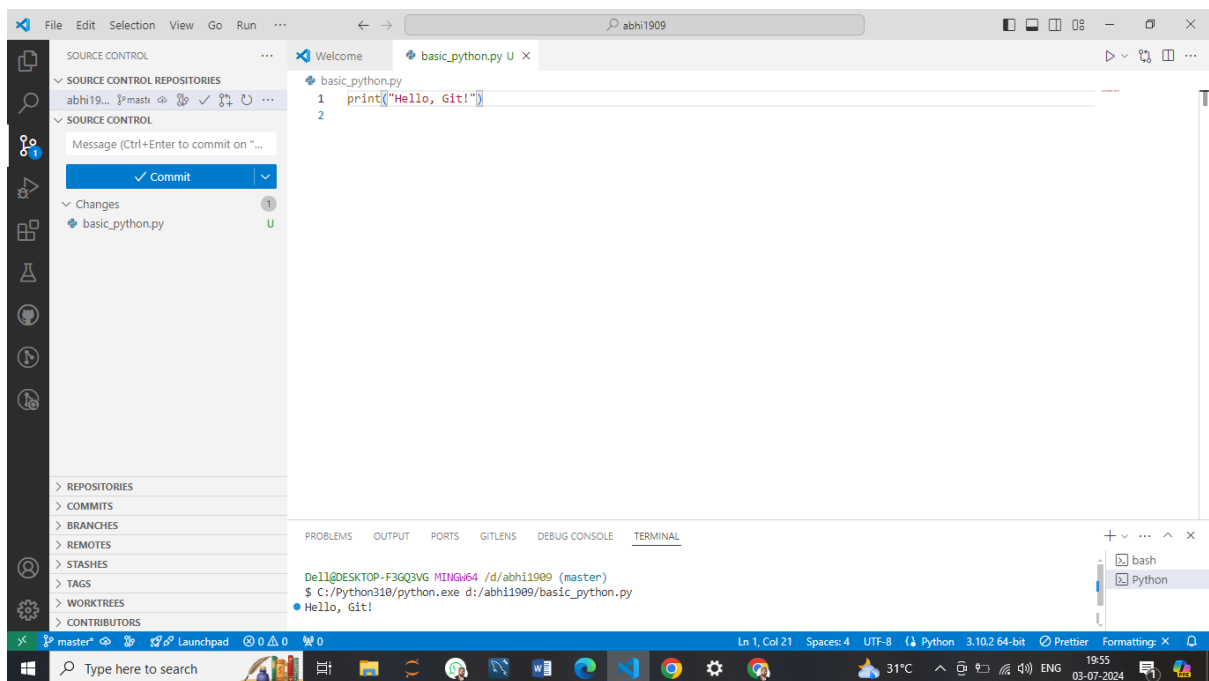 File Edit Selection View Go Run ··· abhi1909
SOURCE CONTROL ···
SOURCE CONTROL REPOSITORIES
abhi19... maste ···
SOURCE CONTROL
Message (Ctrl+Enter to commit on "...
Commit
Changes 1
basic_python.py U
REPOSITORIES
COMMITS
BRANCHES
REMOTES
STASHES
TAGS
WORKTREES
CONTRIBUTORS
Welcome basic_python.py U
basic_python.py
1 print("Hello, Git!")
2
PROBLEMS OUTPUT PORTS GITLENS DEBUG CONSOLE TERMINAL
Dell@DESKTOP-F3GQ3VG MINGW64 /d/abhi1909 (master)
$ C:/Python310/python.exe d:/abhi1909/basic_python.py
Hello, Git!
bash
Python
master* Launchpad 0 0 0 Ln 1, Col 21 Spaces: 4 UTF-8 Python 3.10.2 64-bit Prettier Formatting: ×
Type here to search 31°C ENG 19:55
03-07-2024